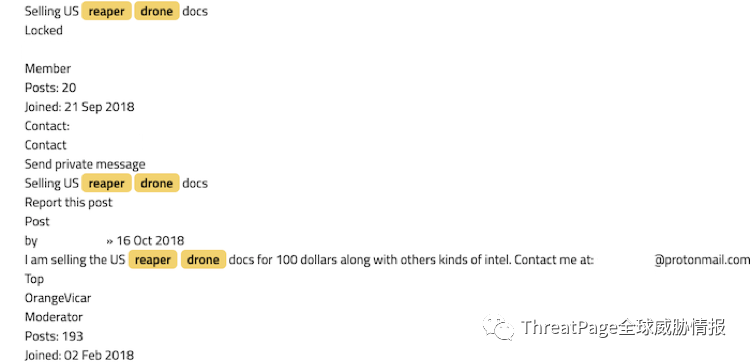 Selling US reaper drone docs
Locked
Member
Posts: 20
Joined: 21 Sep 2018
Contact:
Contact
Send private message
Selling US reaper drone docs
Report this post
Post
by » 16 Oct 2018
I am selling the US reaper drone docs for 100 dollars along with others kinds of intel. Contact me at: @protonmail.com
Top
OrangeVicar
Moderator
Posts: 193
Joined: 02 Feb 2018
ThreatPage全球威胁情报